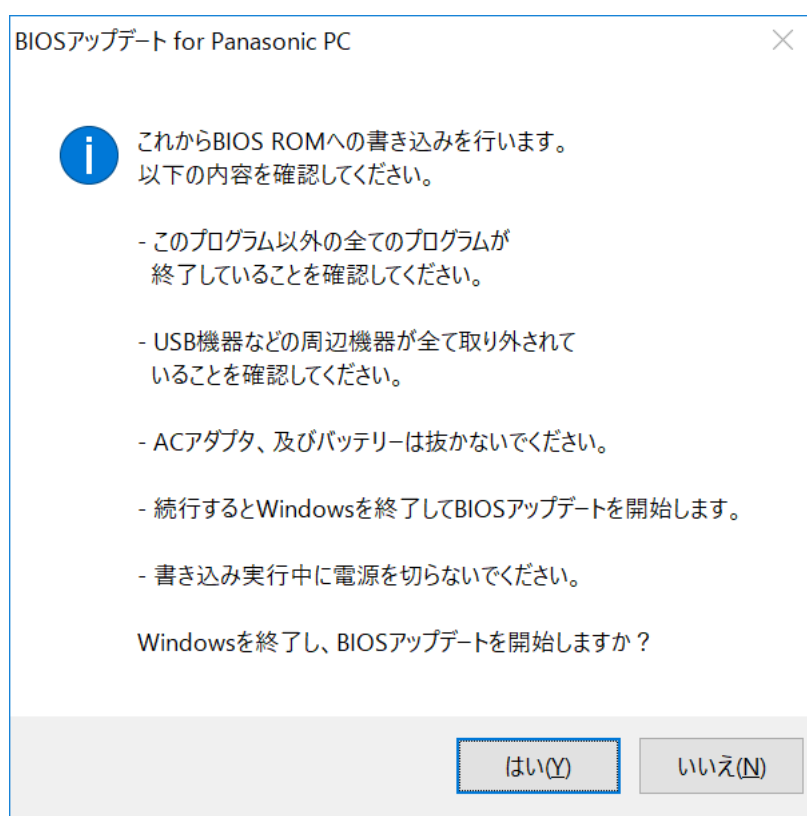 BIOSアップデート for Panasonic PC
これからBIOS ROMへの書き込みを行います。
以下の内容を確認してください。
- このプログラム以外の全てのプログラムが
終了していることを確認してください。
- USB機器などの周辺機器が全て取り外されて
いることを確認してください。
- ACアダプタ、及びバッテリーは抜かないでください。
- 続行するとWindowsを終了してBIOSアップデートを開始します。
- 書き込み実行中に電源を切らないでください。
Windowsを終了し、BIOSアップデートを開始しますか？
はい(Y)
いいえ(N)